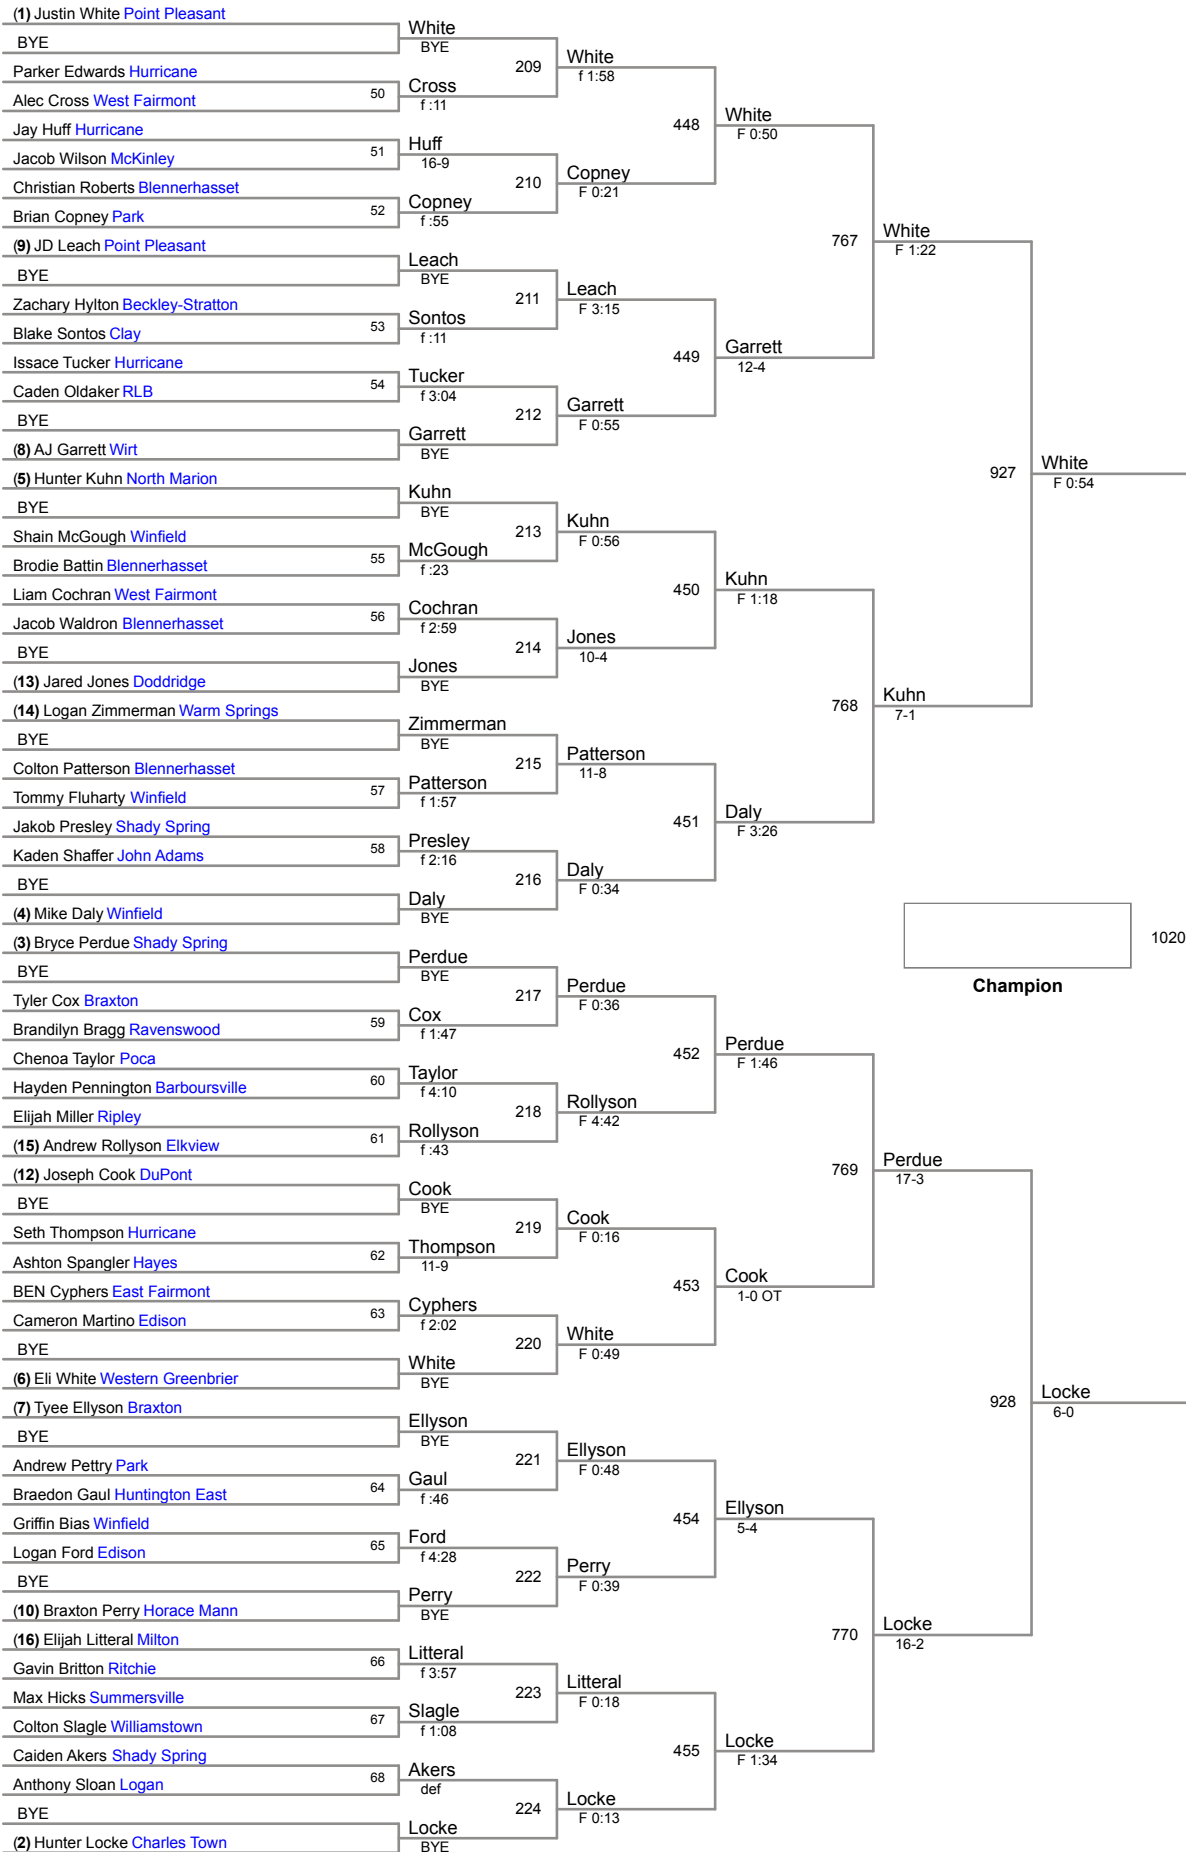 (1) Justin White Point Pleasant
BYE
Parker Edwards Hurricane
Alec Cross West Fairmont
Jay Huff Hurricane
Jacob Wilson McKinley
Christian Roberts Blennerhasset
Brian Copney Park
(9) JD Leach Point Pleasant
BYE
Zachary Hylton Beckley-Stratton
Blake Sontos Clay
Issace Tucker Hurricane
Caden Oldaker RLB
BYE
(8) AJ Garrett Wirt
(5) Hunter Kuhn North Marion
BYE
Shain McGough Winfield
Brodie Battin Blennerhasset
Liam Cochran West Fairmont
Jacob Waldron Blennerhasset
BYE
(13) Jared Jones Doddridge
(14) Logan Zimmerman Warm Springs
BYE
Colton Patterson Blennerhasset
Tommy Fluharty Winfield
Jakob Presley Shady Spring
Kaden Shaffer John Adams
BYE
(4) Mike Daly Winfield
(3) Bryce Perdue Shady Spring
BYE
Tyler Cox Braxton
Brandilyn Bragg Ravenswood
Chenoa Taylor Poca
Hayden Pennington Barboursville
Elijah Miller Ripley
(15) Andrew Rollyson Elkview
(12) Joseph Cook DuPont
BYE
Seth Thompson Hurricane
Ashton Spangler Hayes
BEN Cyphers East Fairmont
Cameron Martino Edison
BYE
(6) Eli White Western Greenbrier
(7) Tyee Ellyson Braxton
BYE
Andrew Pettry Park
Braedon Gaul Huntington East
Griffin Bias Winfield
Logan Ford Edison
BYE
(10) Braxton Perry Horace Mann
(16) Elijah Litteral Milton
Gavin Britton Ritchie
Max Hicks Summersville
Colton Slagle Williamstown
Caiden Akers Shady Spring
Anthony Sloan Logan
BYE
(2) Hunter Locke Charles Town
50
51
52
53
54
55
56
57
58
59
60
61
62
63
64
65
66
67
68
White
BYE
Cross
f :11
Huff
16-9
Copney
f :55
Leach
BYE
Sontos
f :11
Tucker
f 3:04
Garrett
BYE
Kuhn
BYE
McGough
f :23
Cochran
f 2:59
Jones
BYE
Zimmerman
BYE
Patterson
f 1:57
Presley
f 2:16
Daly
BYE
Perdue
BYE
Cox
f 1:47
Taylor
f 4:10
Rollyson
f :43
Cook
BYE
Thompson
11-9
Cyphers
f 2:02
White
BYE
Ellyson
BYE
Gaul
f :46
Ford
f 4:28
Perry
BYE
Litteral
f 3:57
Slagle
f 1:08
Akers
def
Locke
BYE
209
210
211
212
213
214
215
216
217
218
219
220
221
222
223
224
White
f 1:58
Copney
F 0:21
Leach
F 3:15
Garrett
F 0:55
Kuhn
F 0:56
Jones
10-4
Patterson
11-8
Daly
F 0:34
Perdue
F 0:36
Rollyson
F 4:42
Cook
F 0:16
White
F 0:49
Ellyson
F 0:48
Perry
F 0:39
Litteral
F 0:18
Locke
F 0:13
448
449
450
451
452
453
454
455
White
F 0:50
Garrett
12-4
Kuhn
F 1:18
Daly
F 3:26
Perdue
F 1:46
Cook
1-0 OT
Ellyson
5-4
Locke
F 1:34
767
768
769
770
White
F 1:22
Kuhn
7-1
Perdue
17-3
Locke
16-2
927
928
White
F 0:54
Locke
6-0
1020
Champion